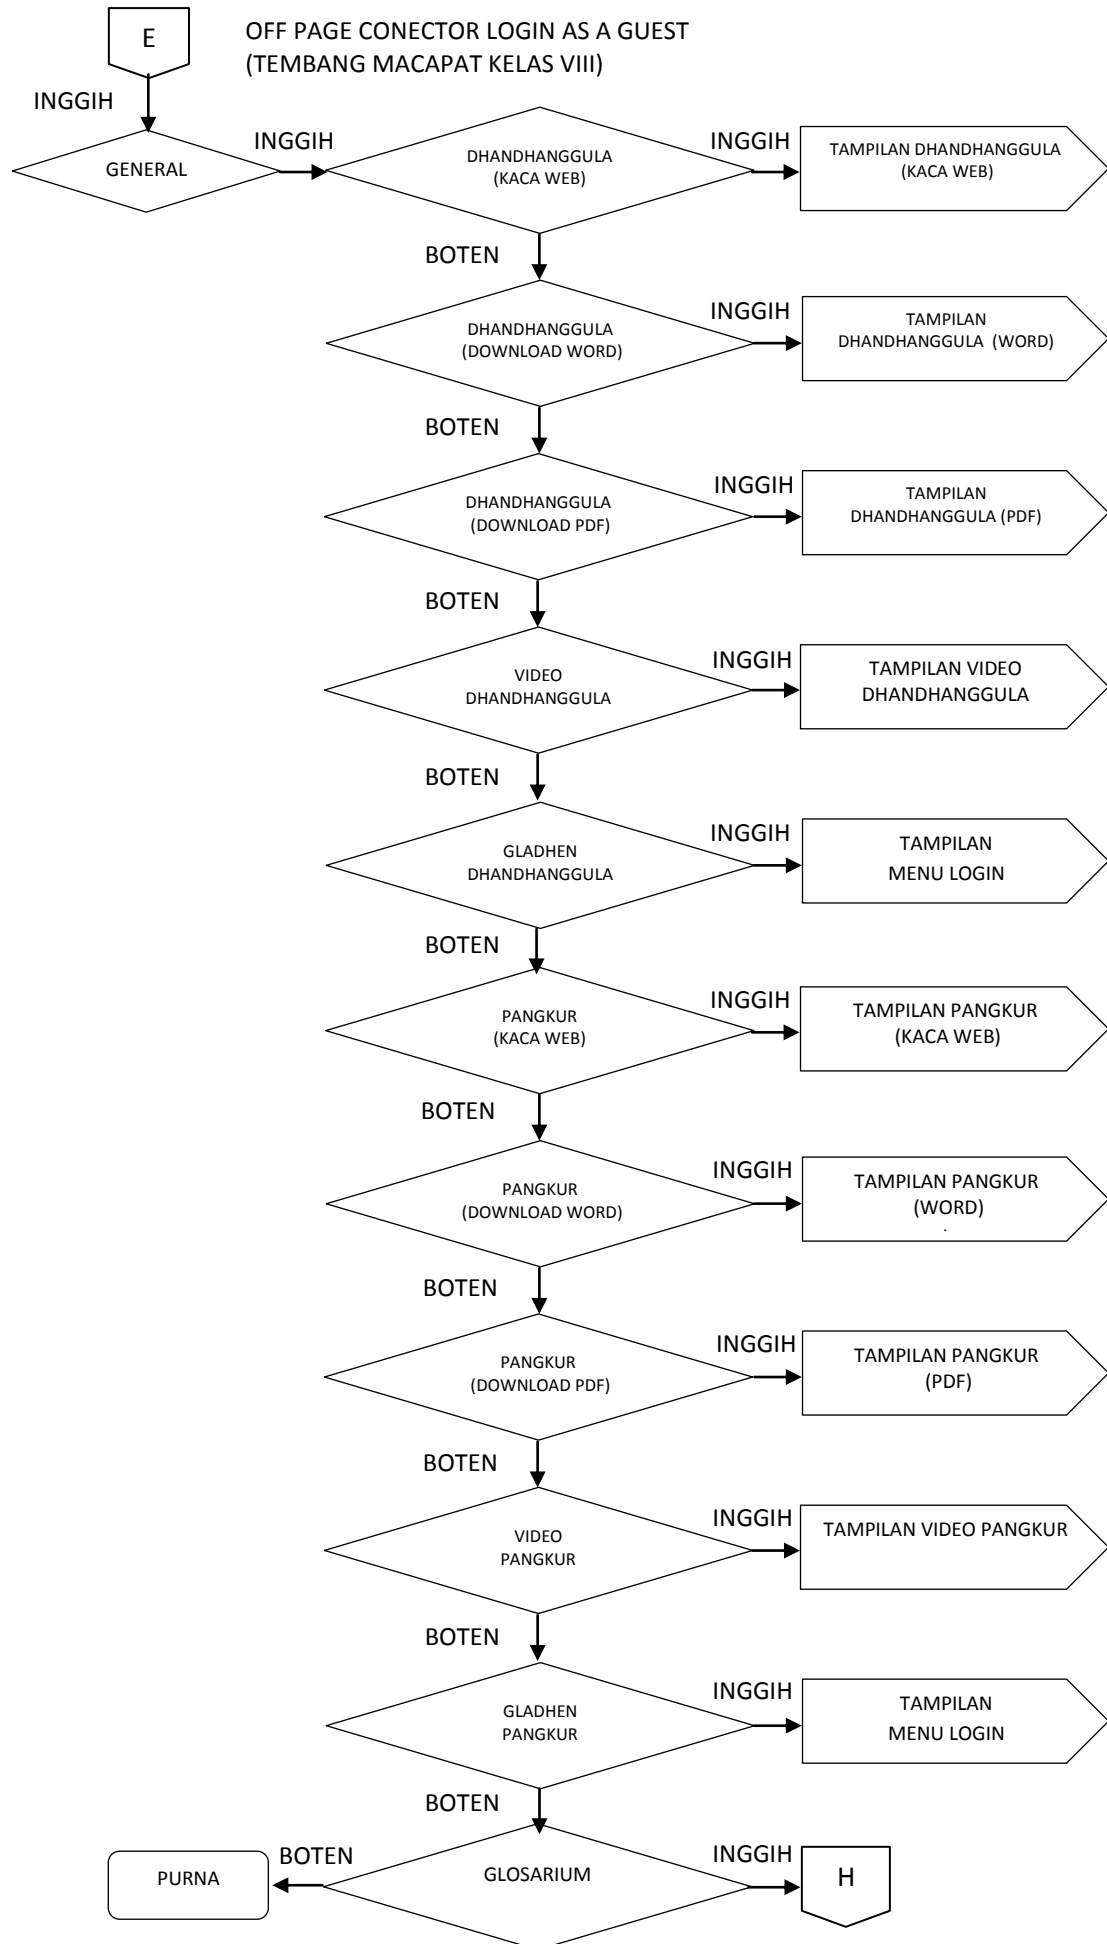 E
OFF PAGE CONECTOR LOGIN AS A GUEST
(TEMBANG MACAPAT KELAS VIII)
INGGIH
GENERAL
INGGIH
DHANDHANGGULA
(KACA WEB)
INGGIH
TAMPILAN DHANDHANGGULA
(KACA WEB)
BOTEN
DHANDHANGGULA
(DOWNLOAD WORD)
INGGIH
TAMPILAN
DHANDHANGGULA (WORD)
BOTEN
DHANDHANGGULA
(DOWNLOAD PDF)
INGGIH
TAMPILAN
DHANDHANGGULA (PDF)
BOTEN
VIDEO
DHANDHANGGULA
INGGIH
TAMPILAN VIDEO
DHANDHANGGULA
BOTEN
GLADHEN
DHANDHANGGULA
INGGIH
TAMPILAN
MENU LOGIN
BOTEN
PANGKUR
(KACA WEB)
INGGIH
TAMPILAN PANGKUR
(KACA WEB)
BOTEN
PANGKUR
(DOWNLOAD WORD)
INGGIH
TAMPILAN PANGKUR
(WORD)
.
BOTEN
PANGKUR
(DOWNLOAD PDF)
INGGIH
TAMPILAN PANGKUR
(PDF)
BOTEN
VIDEO
PANGKUR
INGGIH
TAMPILAN VIDEO PANGKUR
BOTEN
GLADHEN
PANGKUR
INGGIH
TAMPILAN
MENU LOGIN
BOTEN
PURNA
BOTEN
GLOSARIUM
INGGIH
H